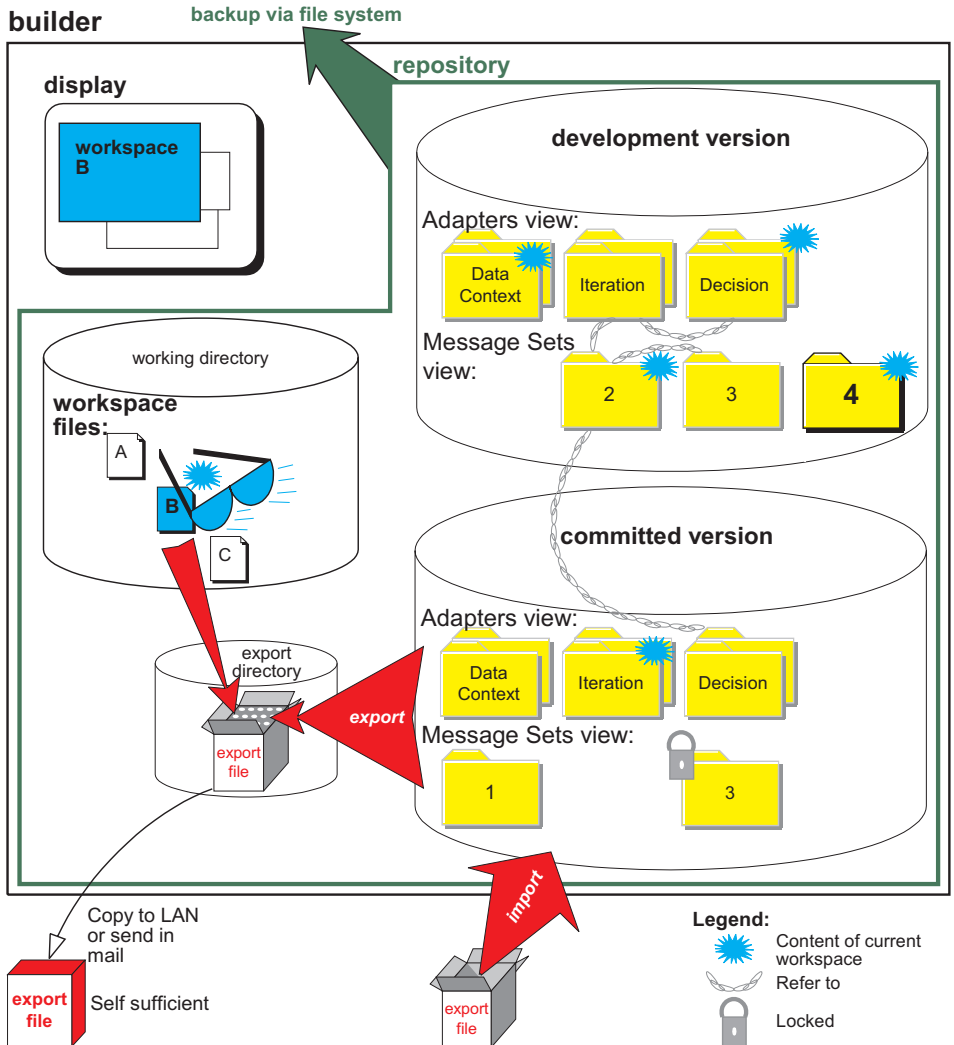 builder
backup via file system
repository
display
workspace
B
development version
Adapters view:
Data
Context
Iteration
Decision
Message Sets
view:
2
3
4
working directory
workspace
files:
A
B
C
committed version
Adapters view:
Data
Context
Iteration
Decision
export
directory
export
file
export
Message Sets view:
1
3
import
Copy to LAN
or send in
mail
export
file
Self sufficient
export
file
Legend:
Content of current
workspace
Refer to
Locked